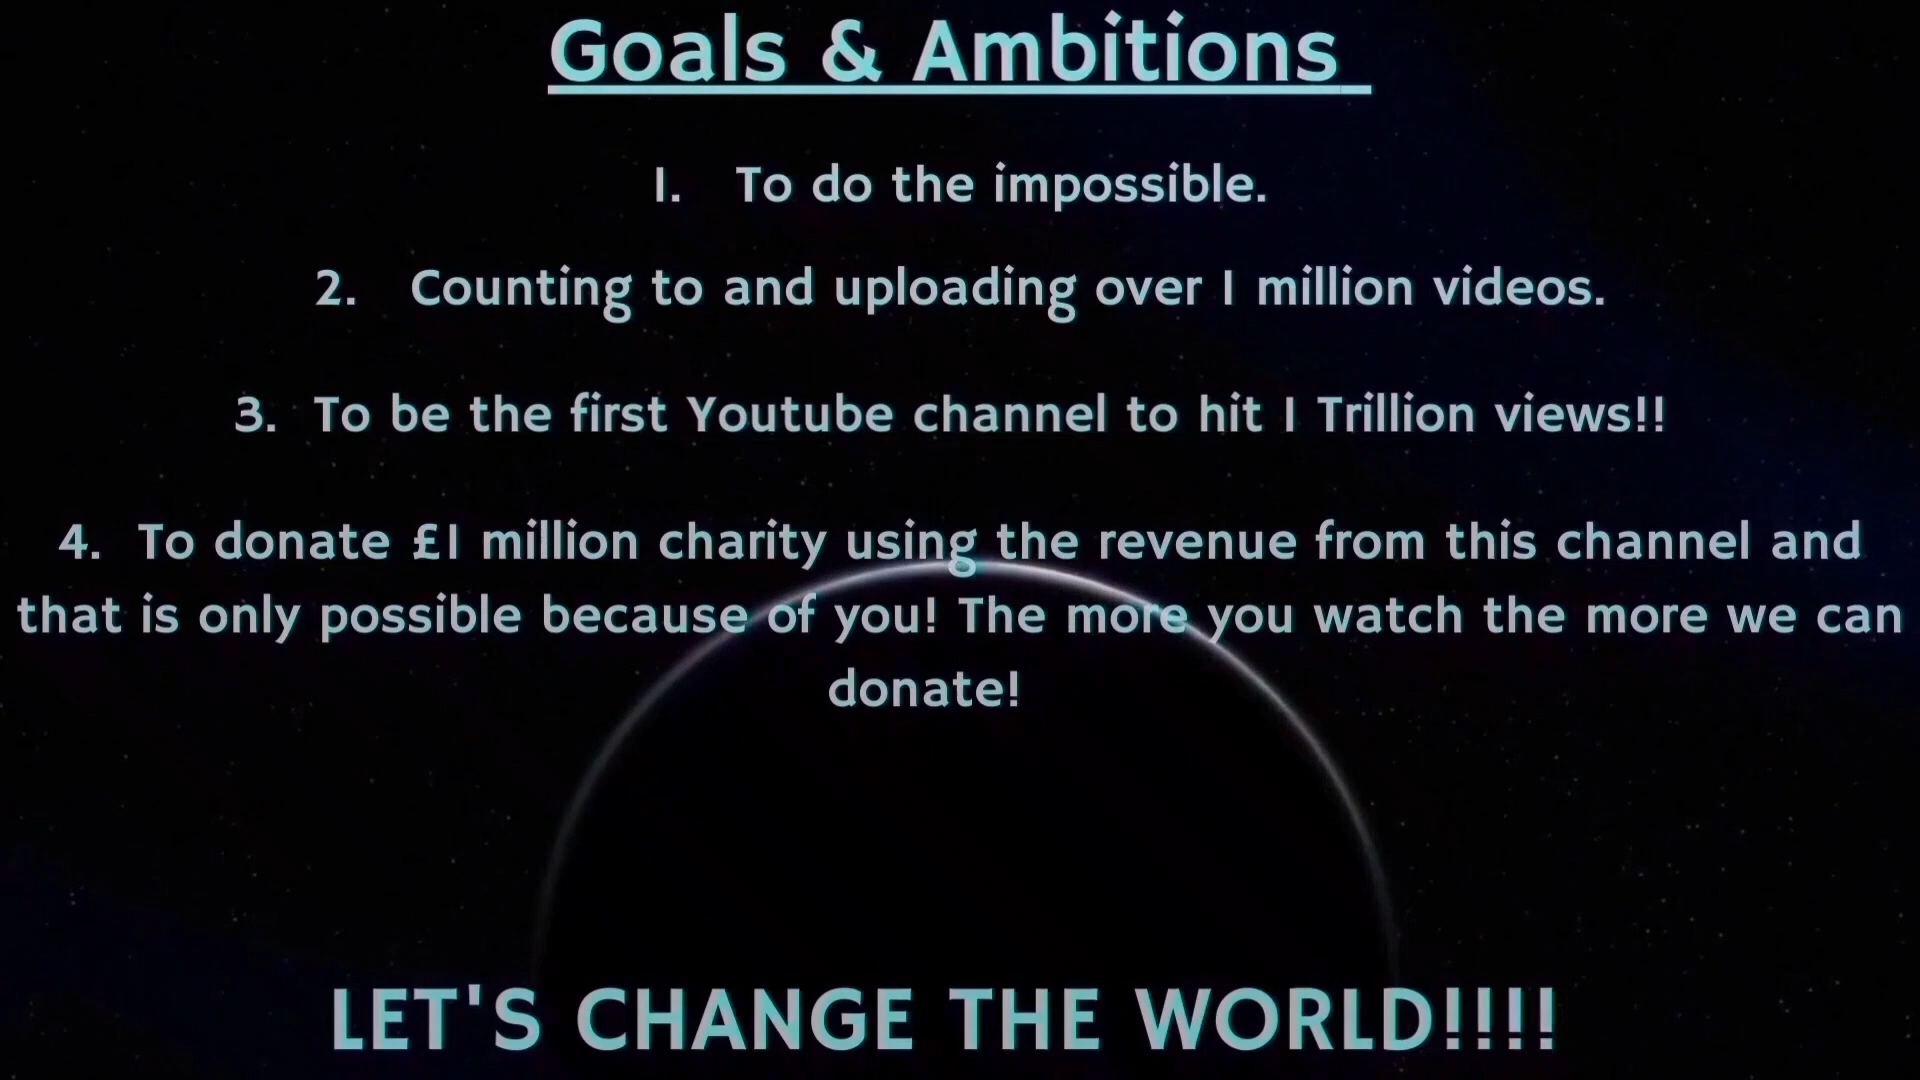 Goals & Ambitions
1. To do the impossible.
2. Counting to and uploading over 1 million videos.
3. To be the first Youtube channel to hit 1 Trillion views!!
4. To donate £1 million charity using the revenue from this channel and
that is only possible because of you! The more you watch the more we can
donate!
LET'S CHANGE THE WORLD!!!!